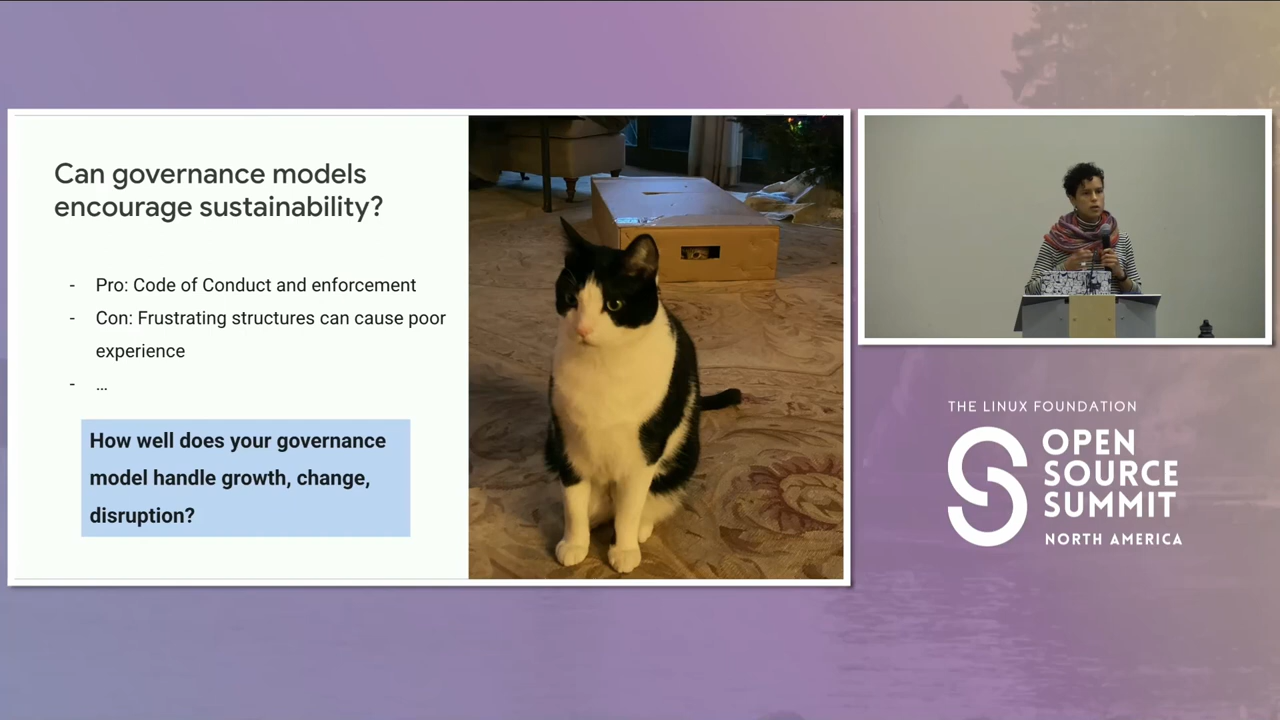 Can governance models
encourage sustainability?
- Pro: Code of Conduct and enforcement
- Con: Frustrating structures can cause poor
experience
- ...
How well does your governance
model handle growth, change,
disruption?
THE LINUX FOUNDATION
OPEN
SOURCE
SUMMIT
NORTH AMERICA